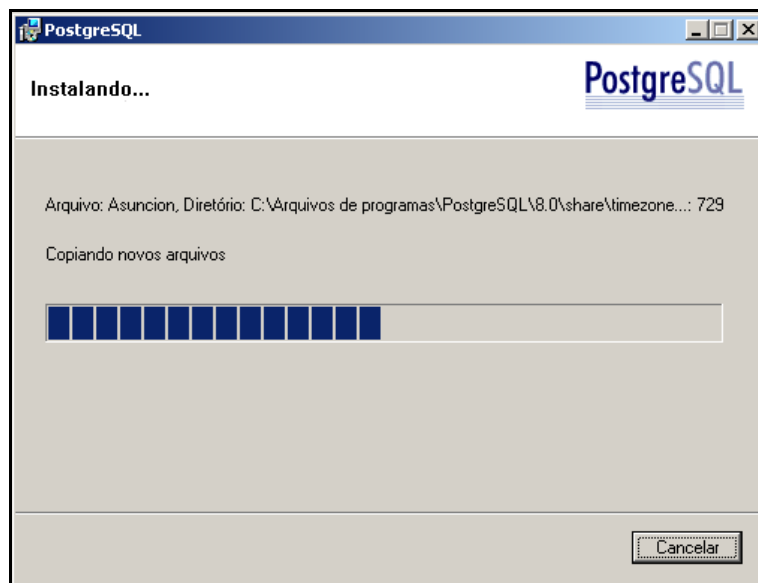 PostgreSQL
Instalando...
PostgreSQL
Arquivo: Asuncion, Diretório: C:\Arquivos de programas\PostgreSQL\8.0\share\timezone...: 729
Copiando novos arquivos
Cancelar